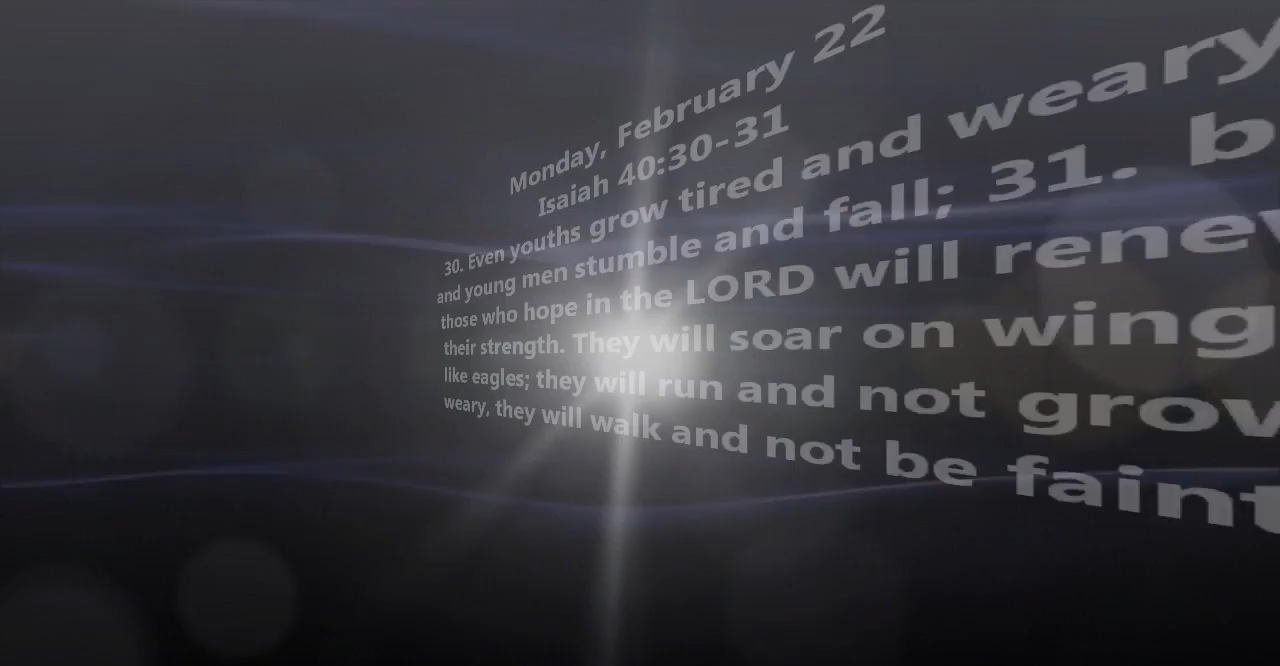 Monday, February 22
Isaiah 40:30-31
30. Even youths grow tired and weary
and young men stumble and fall; 31. b
those who hope in the LORD will renew
their strength. They will soar on wing
like eagles; they will run and not grow
weary, they will walk and not be faint